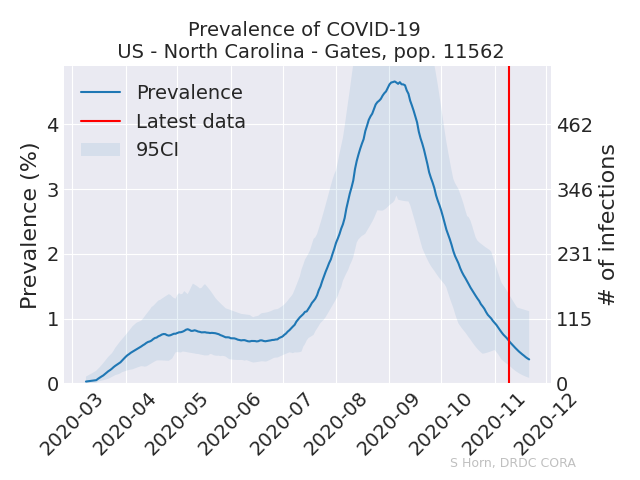 Prevalence of COVID-19
US - North Carolina - Gates, pop. 11562
Prevalence
Latest data
95CI
Prevalence (%)
4
3
2
1
0
462
346
231
115
0
# of infections
2020-03
2020-04
2020-05
2020-06
2020-07
2020-08
2020-09
2020-10
2020-11
2020-12
S Horn, DRDC CORA